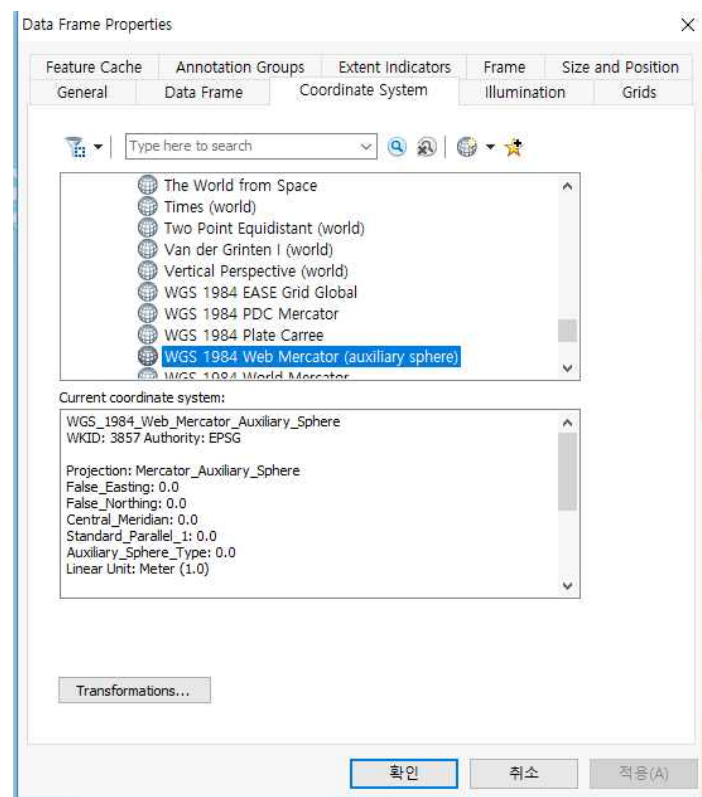 Data Frame Properties
Feature Cache Annotation Groups Extent Indicators Frame Size and Position
General Data Frame Coordinate System Illumination Grids
Type here to search
The World from Space
Times (world)
Two Point Equidistant (world)
Van der Grinten I (world)
Vertical Perspective (world)
WGS 1984 EASE Grid Global
WGS 1984 PDC Mercator
WGS 1984 Plate Carree
WGS 1984 Web Mercator (auxiliary sphere)
WGS 1984 World Mercator
Current coordinate system:
WGS_1984_Web_Mercator_Auxiliary_Sphere
WKID: 3857 Authority: EPSG
Projection: Mercator_Auxiliary_Sphere
False_Easting: 0.0
False_Northing: 0.0
Central_Meridian: 0.0
Standard_Parallel_1: 0.0
Auxiliary_Sphere_Type: 0.0
Linear Unit: Meter (1.0)
Transformations...
확인 취소 적용(A)